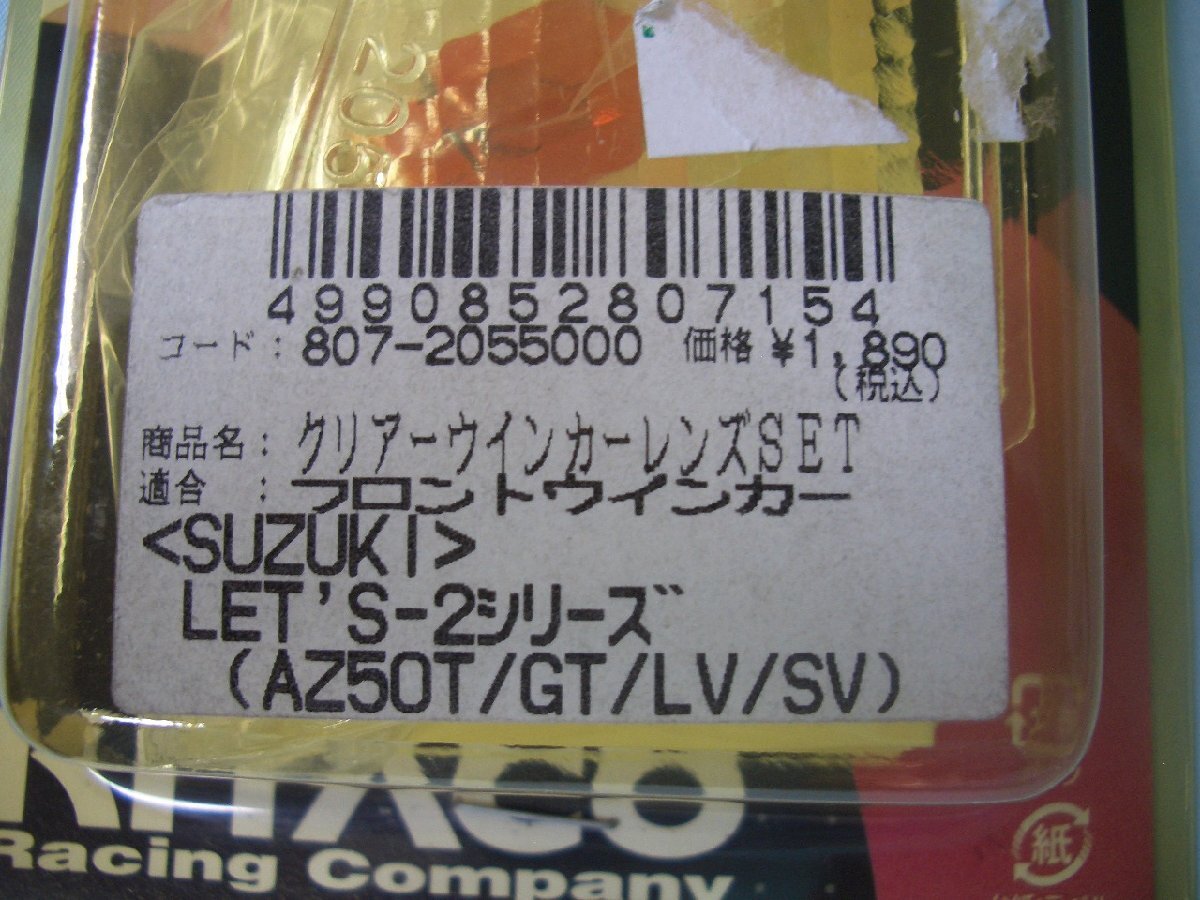 206
4990852807154
コード: 807-2055000 価格 ¥1,890
(税込)
商品名: クリアーウインカーレンズSET
適合 : フロントウインカー
<SUZUKI>
LET'S-2シリーズ
(AZ50T/GT/LV/SV)
Racing Company
紙